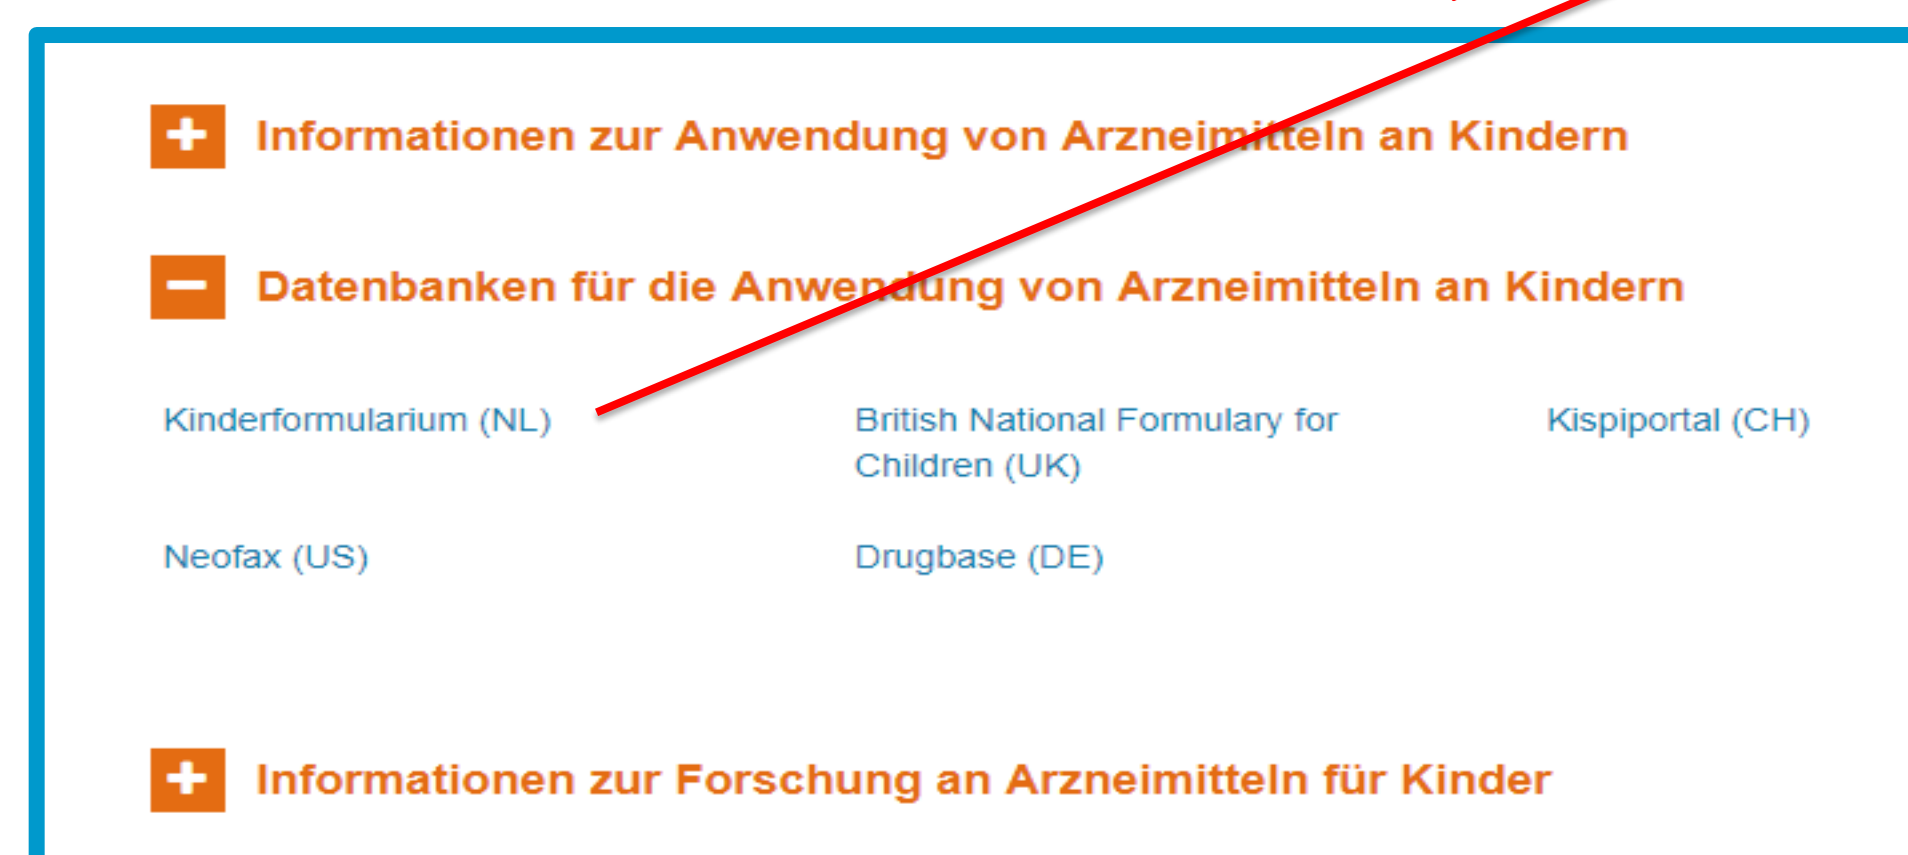 Informationen zur Anwendung von Arzneimitteln an Kindern
Datenbanken für die Anwendung von Arzneimitteln an Kindern
Kinderformularium (NL)
British National Formulary for
Children (UK)
Kispiportal (CH)
Neofax (US)
Drugbase (DE)
Informationen zur Forschung an Arzneimitteln für Kinder